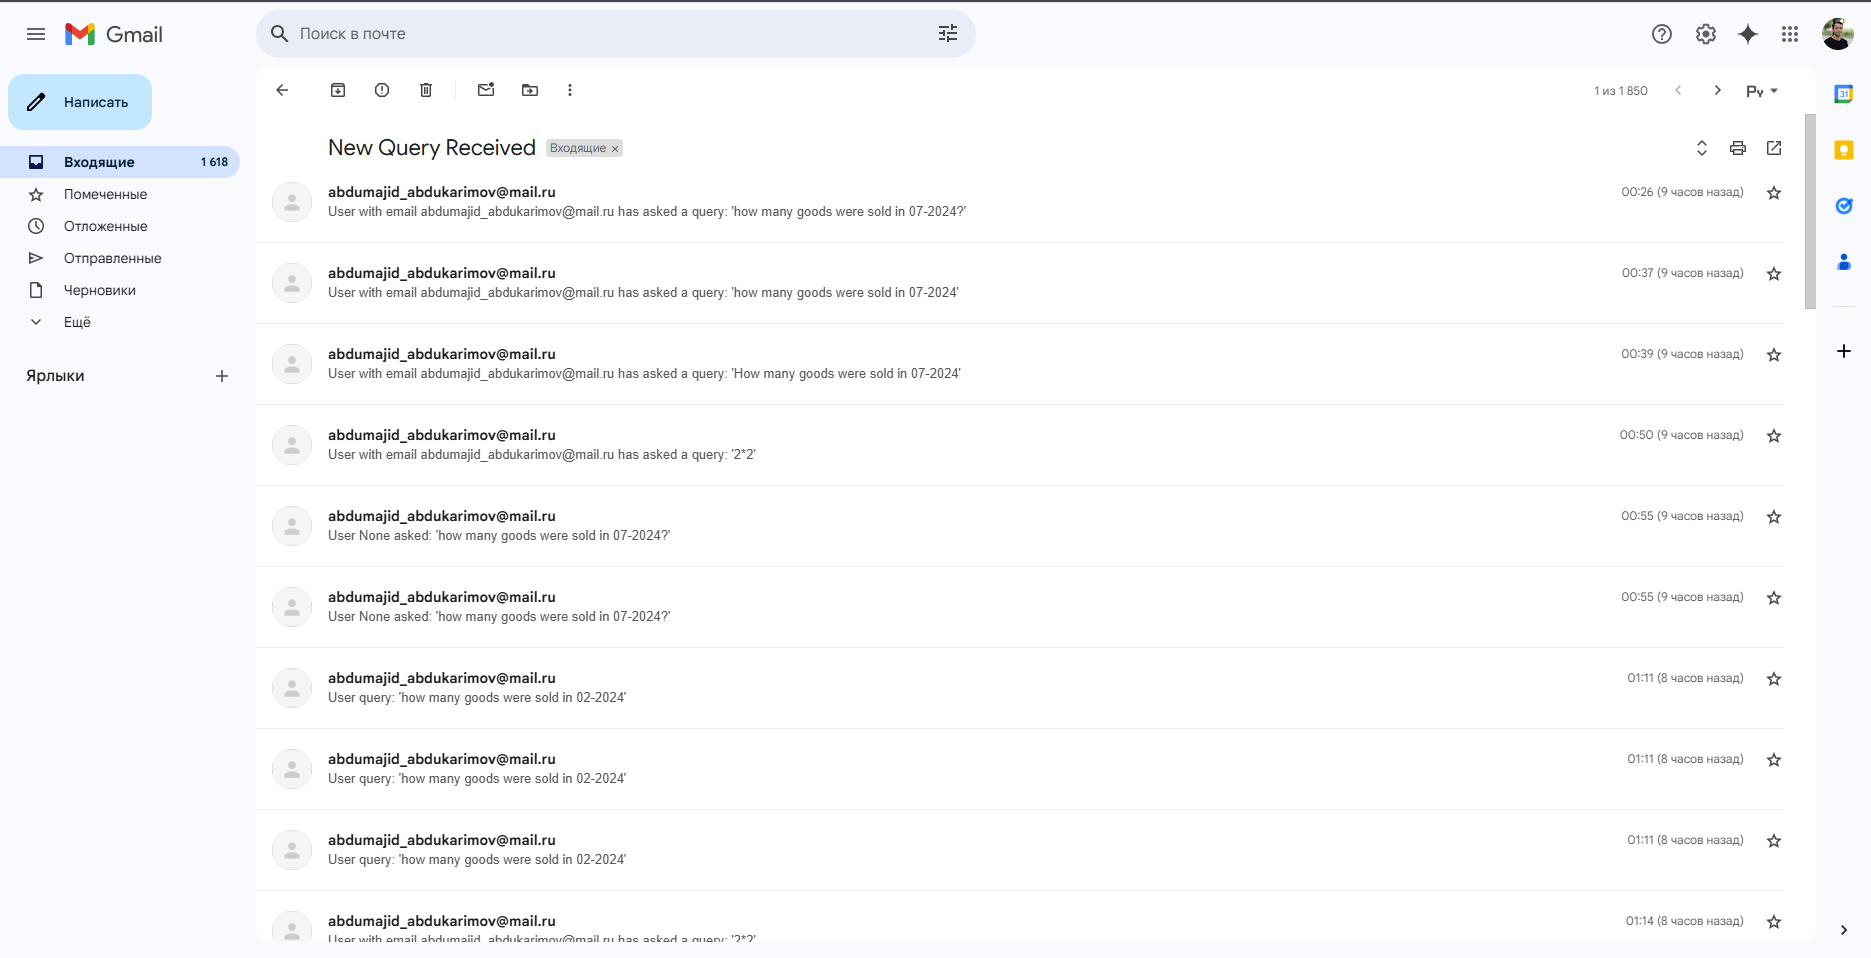 Gmail
Поиск в почте
Написать
Входящие 1 618
Помеченные
Отложенные
Отправленные
Черновики
Ещё
Ярлыки
1 из 1 850
Ру
31
New Query Received Входящие ×
abdumajid_abdukarimov@mail.ru 00:26 (9 часов назад)
User with email abdumajid_abdukarimov@mail.ru has asked a query: 'how many goods were sold in 07-2024?'
abdumajid_abdukarimov@mail.ru 00:37 (9 часов назад)
User with email abdumajid_abdukarimov@mail.ru has asked a query: 'how many goods were sold in 07-2024'
abdumajid_abdukarimov@mail.ru 00:39 (9 часов назад)
User with email abdumajid_abdukarimov@mail.ru has asked a query: 'How many goods were sold in 07-2024'
abdumajid_abdukarimov@mail.ru 00:50 (9 часов назад)
User with email abdumajid_abdukarimov@mail.ru has asked a query: '2*2'
abdumajid_abdukarimov@mail.ru 00:55 (9 часов назад)
User None asked: 'how many goods were sold in 07-2024?'
abdumajid_abdukarimov@mail.ru 00:55 (9 часов назад)
User None asked: 'how many goods were sold in 07-2024?'
abdumajid_abdukarimov@mail.ru 01:11 (8 часов назад)
User query: 'how many goods were sold in 02-2024'
abdumajid_abdukarimov@mail.ru 01:11 (8 часов назад)
User query: 'how many goods were sold in 02-2024'
abdumajid_abdukarimov@mail.ru 01:11 (8 часов назад)
User query: 'how many goods were sold in 02-2024'
abdumajid_abdukarimov@mail.ru 01:14 (8 часов назад)
User with email abdumajid_abdukarimov@mail.ru has asked a query: '2*2'